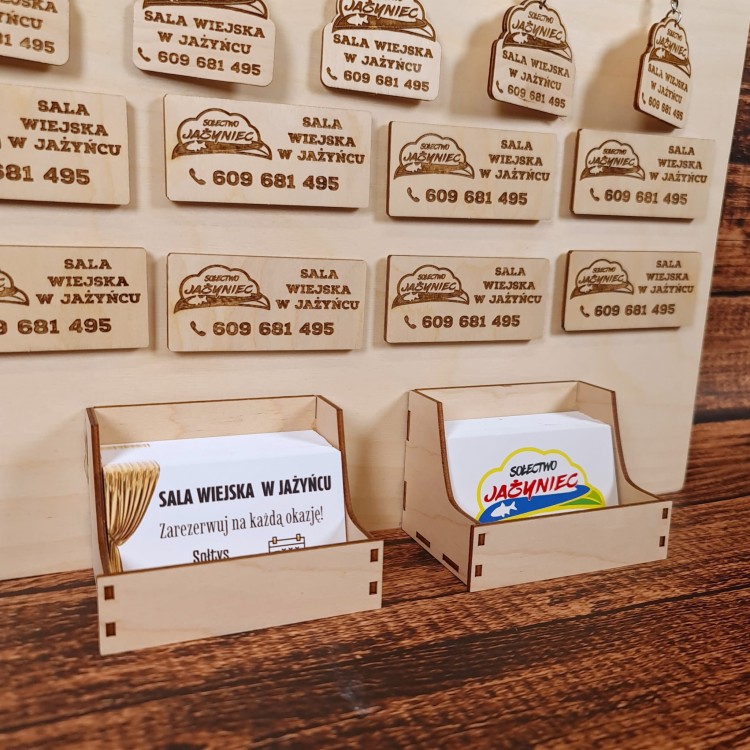 SALA WIEJSKA
W JAŻYŃCU
609 681 495
JAŻYNIEC
SALA WIEJSKA
W JAŻYŃCU
609 681 495
JAŻYNIEC
SALA WIEJSKA
W JAŻYŃCU
609 681 495
SOŁECTWO
JAŻYNIEC
SALA WIEJSKA
W JAŻYŃCU
609 681 495
SALA
WIEJSKA
W JAŻYŃCU
681 495
SOŁECTWO
JAŻYNIEC
SALA
WIEJSKA
W JAŻYŃCU
609 681 495
SOŁECTWO
JAŻYNIEC
SALA
WIEJSKA
W JAŻYŃCU
609 681 495
SOŁECTWO
JAŻYNIEC
SALA
WIEJSKA
W JAŻYŃCU
609 681 495
SALA
WIEJSKA
W JAŻYŃCU
681 495
SOŁECTWO
JAŻYNIEC
SALA
WIEJSKA
W JAŻYŃCU
609 681 495
SOŁECTWO
JAŻYNIEC
SALA
WIEJSKA
W JAŻYŃCU
609 681 495
SOŁECTWO
JAŻYNIEC
SALA
WIEJSKA
W JAŻYŃCU
609 681 495
SALA WIEJSKA W JAŻYŃCU
Zarezerwuj na każdą okazję!
Sołtys
SOŁECTWO
JAŻYNIEC